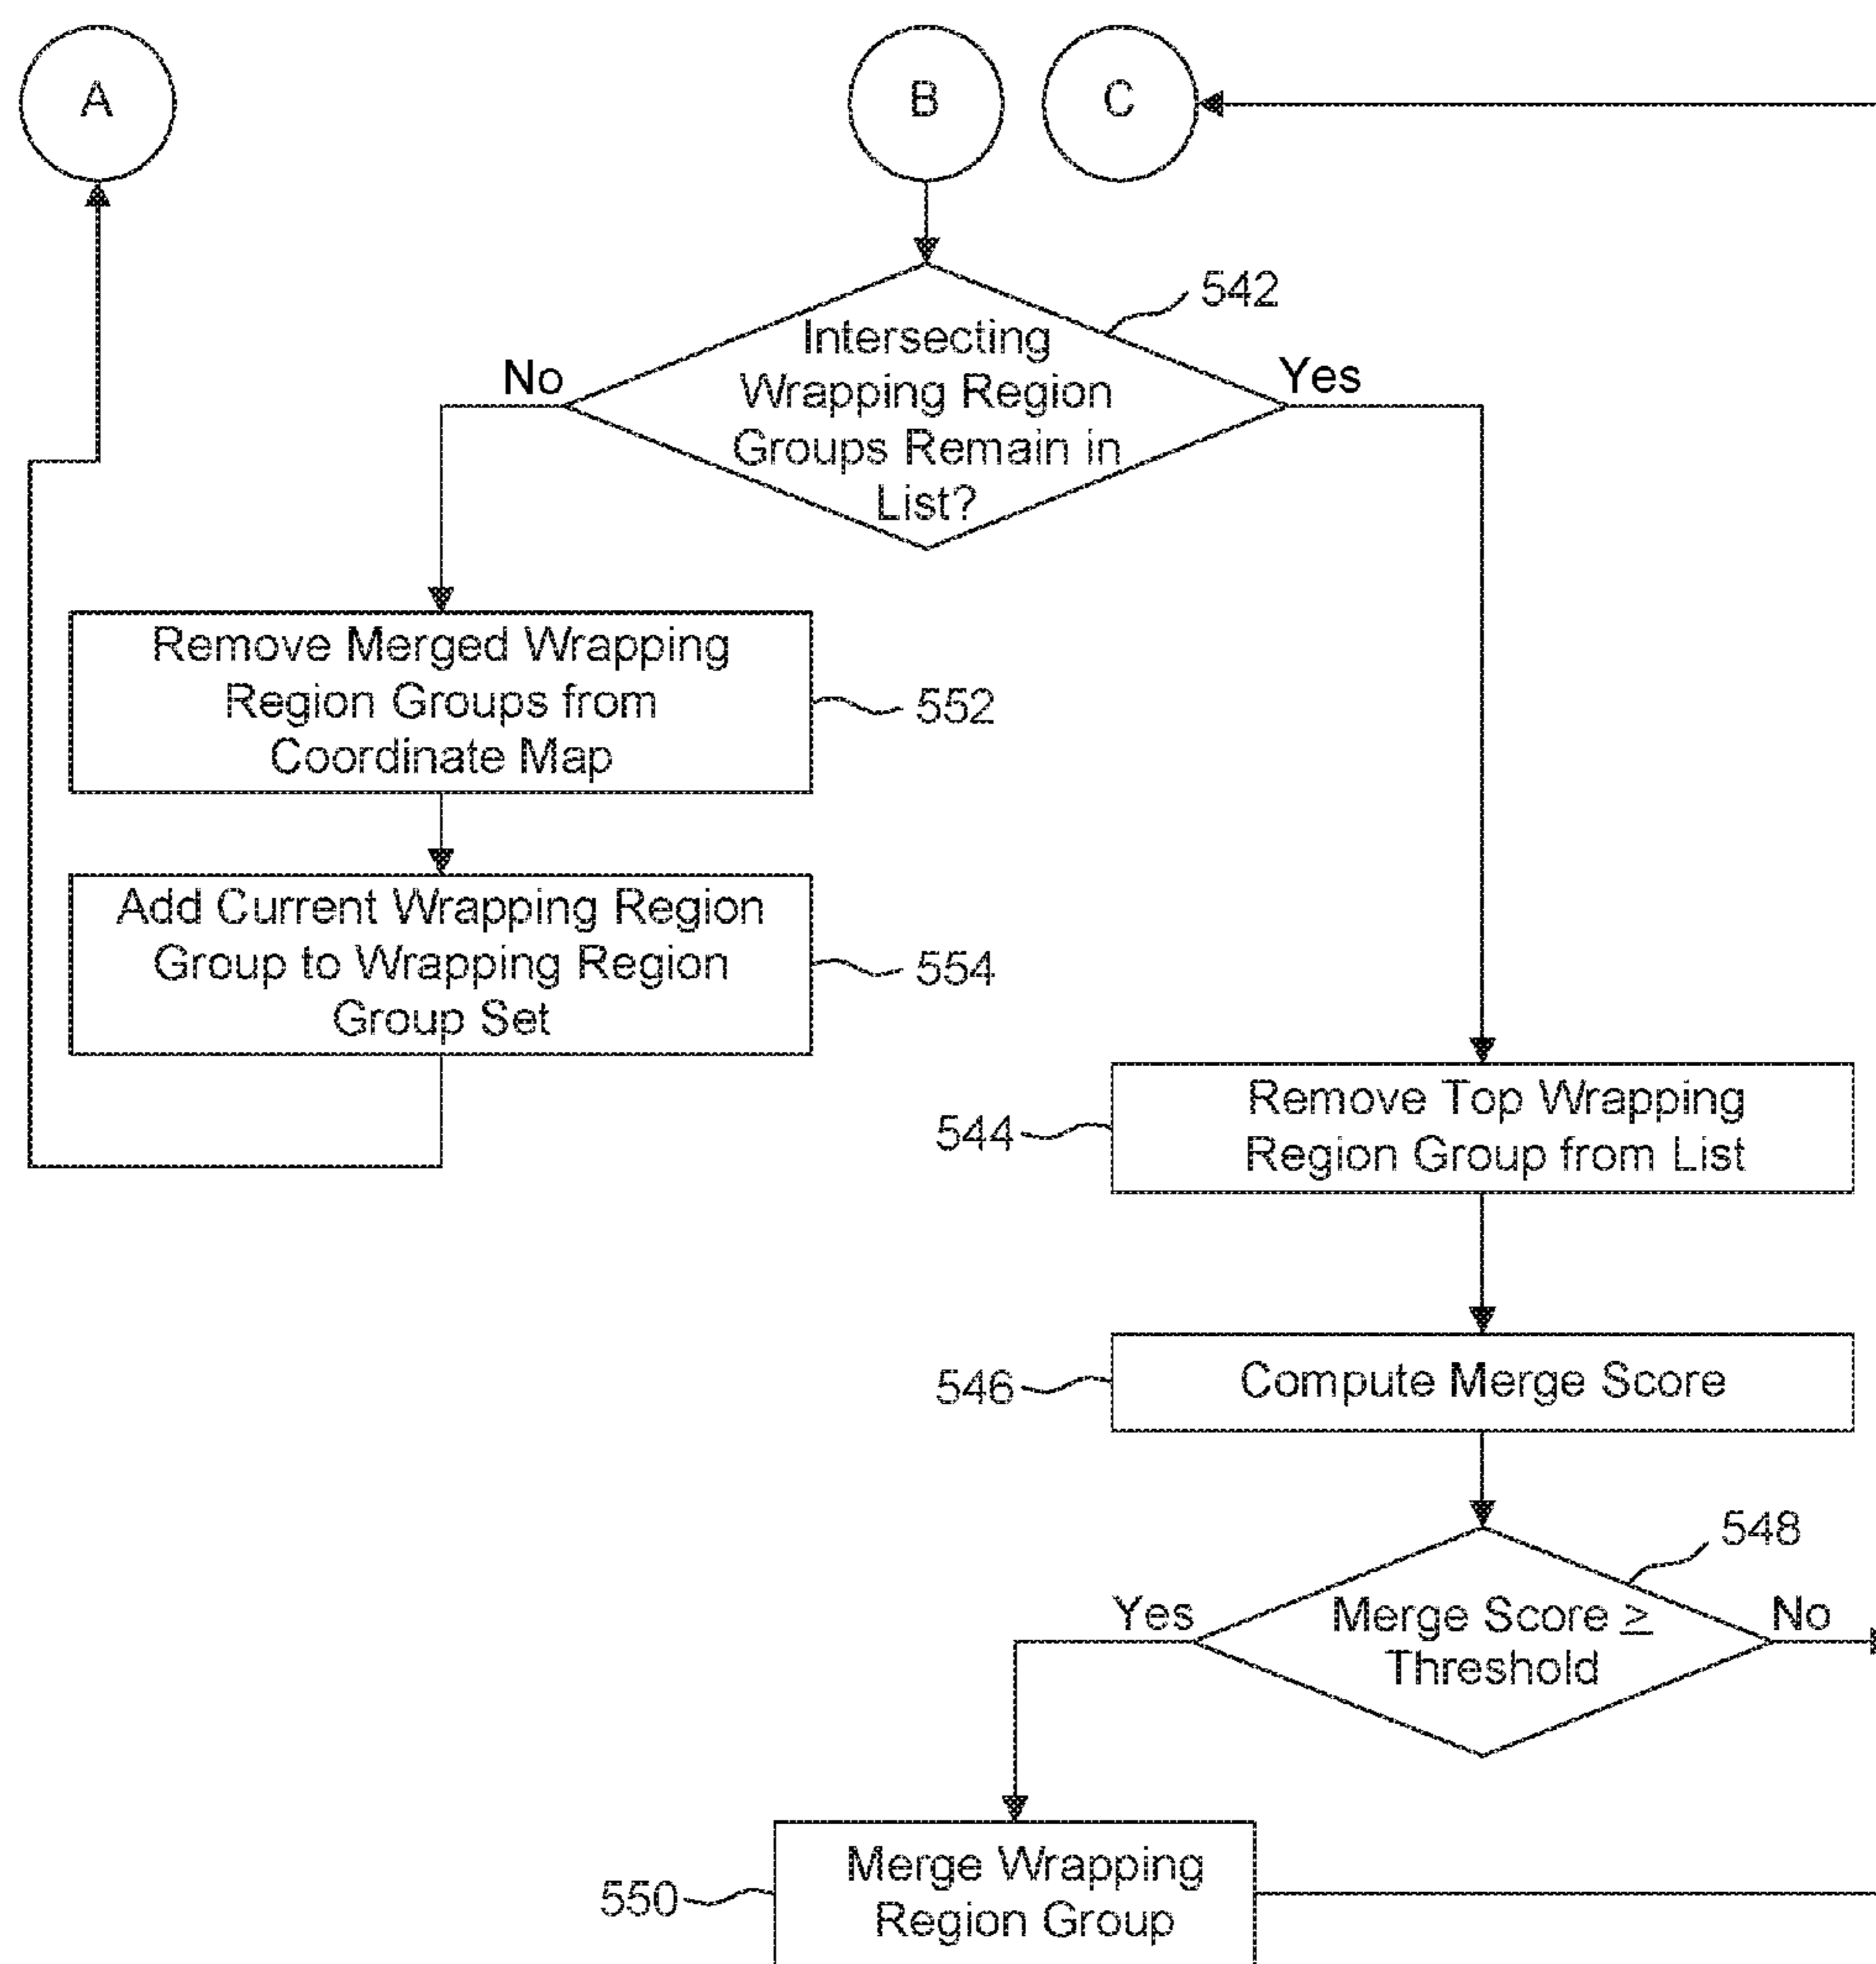 A
B
C
542
Intersecting
Wrapping Region
Groups Remain in
List?
No
Yes
Remove Merged Wrapping
Region Groups from
Coordinate Map
552
Add Current Wrapping Region
Group to Wrapping Region
Group Set
554
544
Remove Top Wrapping
Region Group from List
546
Compute Merge Score
548
Yes
Merge Score ≥
Threshold
No
550
Merge Wrapping
Region Group